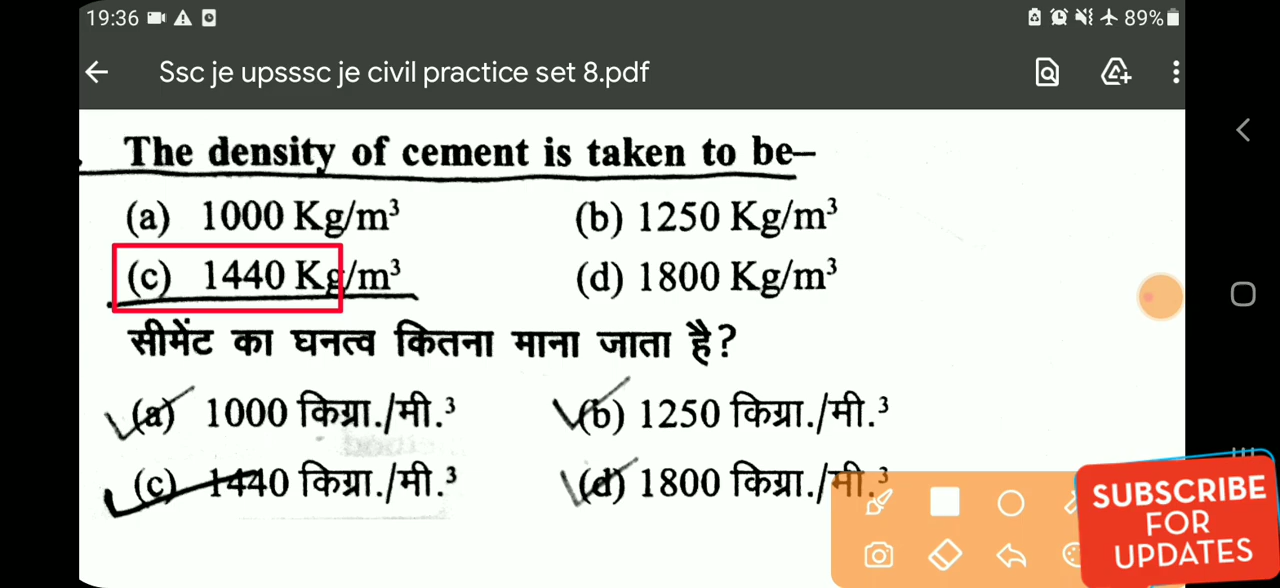 19:36
89%
Ssc je upsssc je civil practice set 8.pdf
. The density of cement is taken to be–
(a) 1000 Kg/m³ (b) 1250 Kg/m³
(c) 1440 Kg/m³ (d) 1800 Kg/m³
सीमेंट का घनत्व कितना माना जाता है?
(a) 1000 किग्रा./मी.³ (b) 1250 किग्रा./मी.³
(c) 1440 किग्रा./मी.³ (d) 1800 किग्रा./मी.³
SUBSCRIBE
FOR
UPDATES